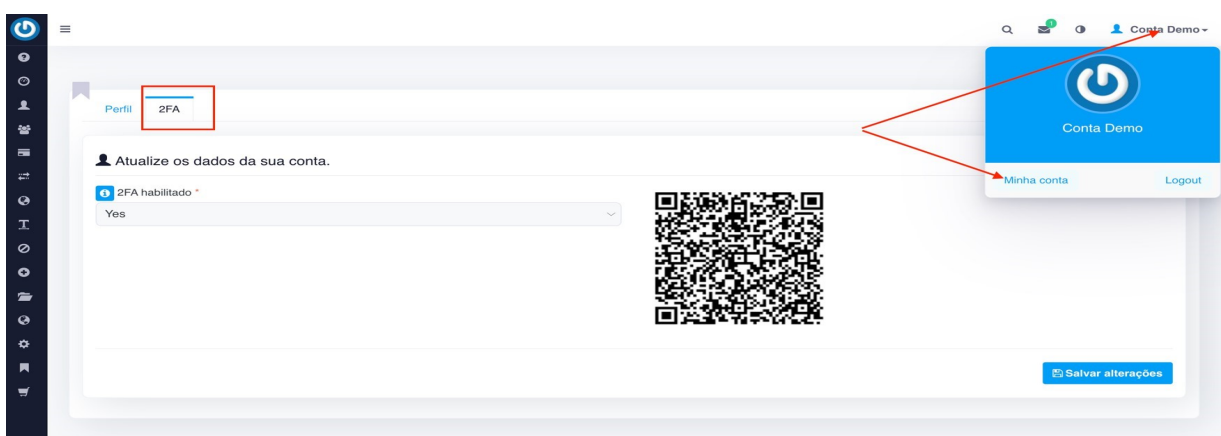 1
Conta Demo
Perfil
2FA
Conta Demo
Atualize os dados da sua conta.
Minha conta
Logout
2FA habilitado *
Yes
Salvar alterações